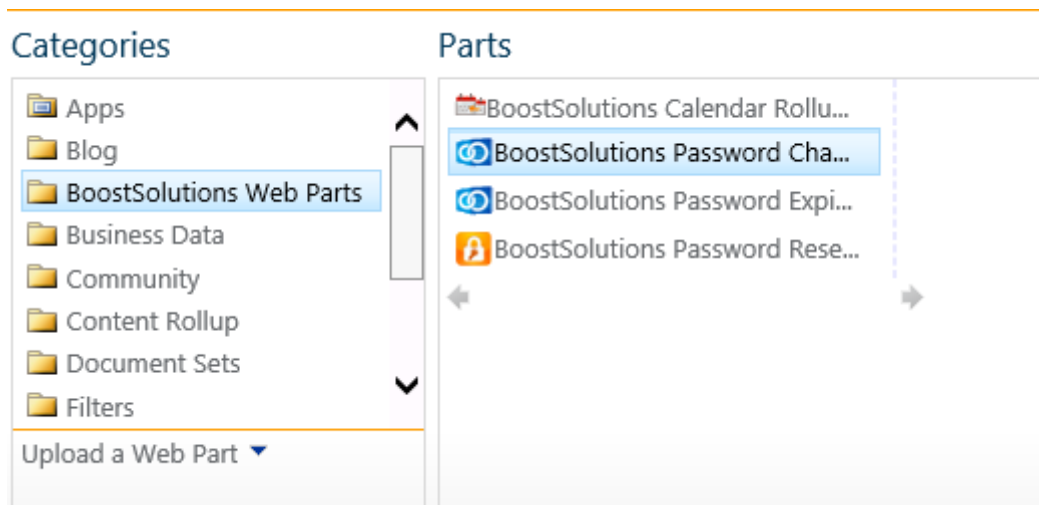 Categories
Apps
Blog
BoostSolutions Web Parts
Business Data
Community
Content Rollup
Document Sets
Filters
Upload a Web Part
Parts
BoostSolutions Calendar Rollu...
BoostSolutions Password Cha...
BoostSolutions Password Expi...
BoostSolutions Password Rese...